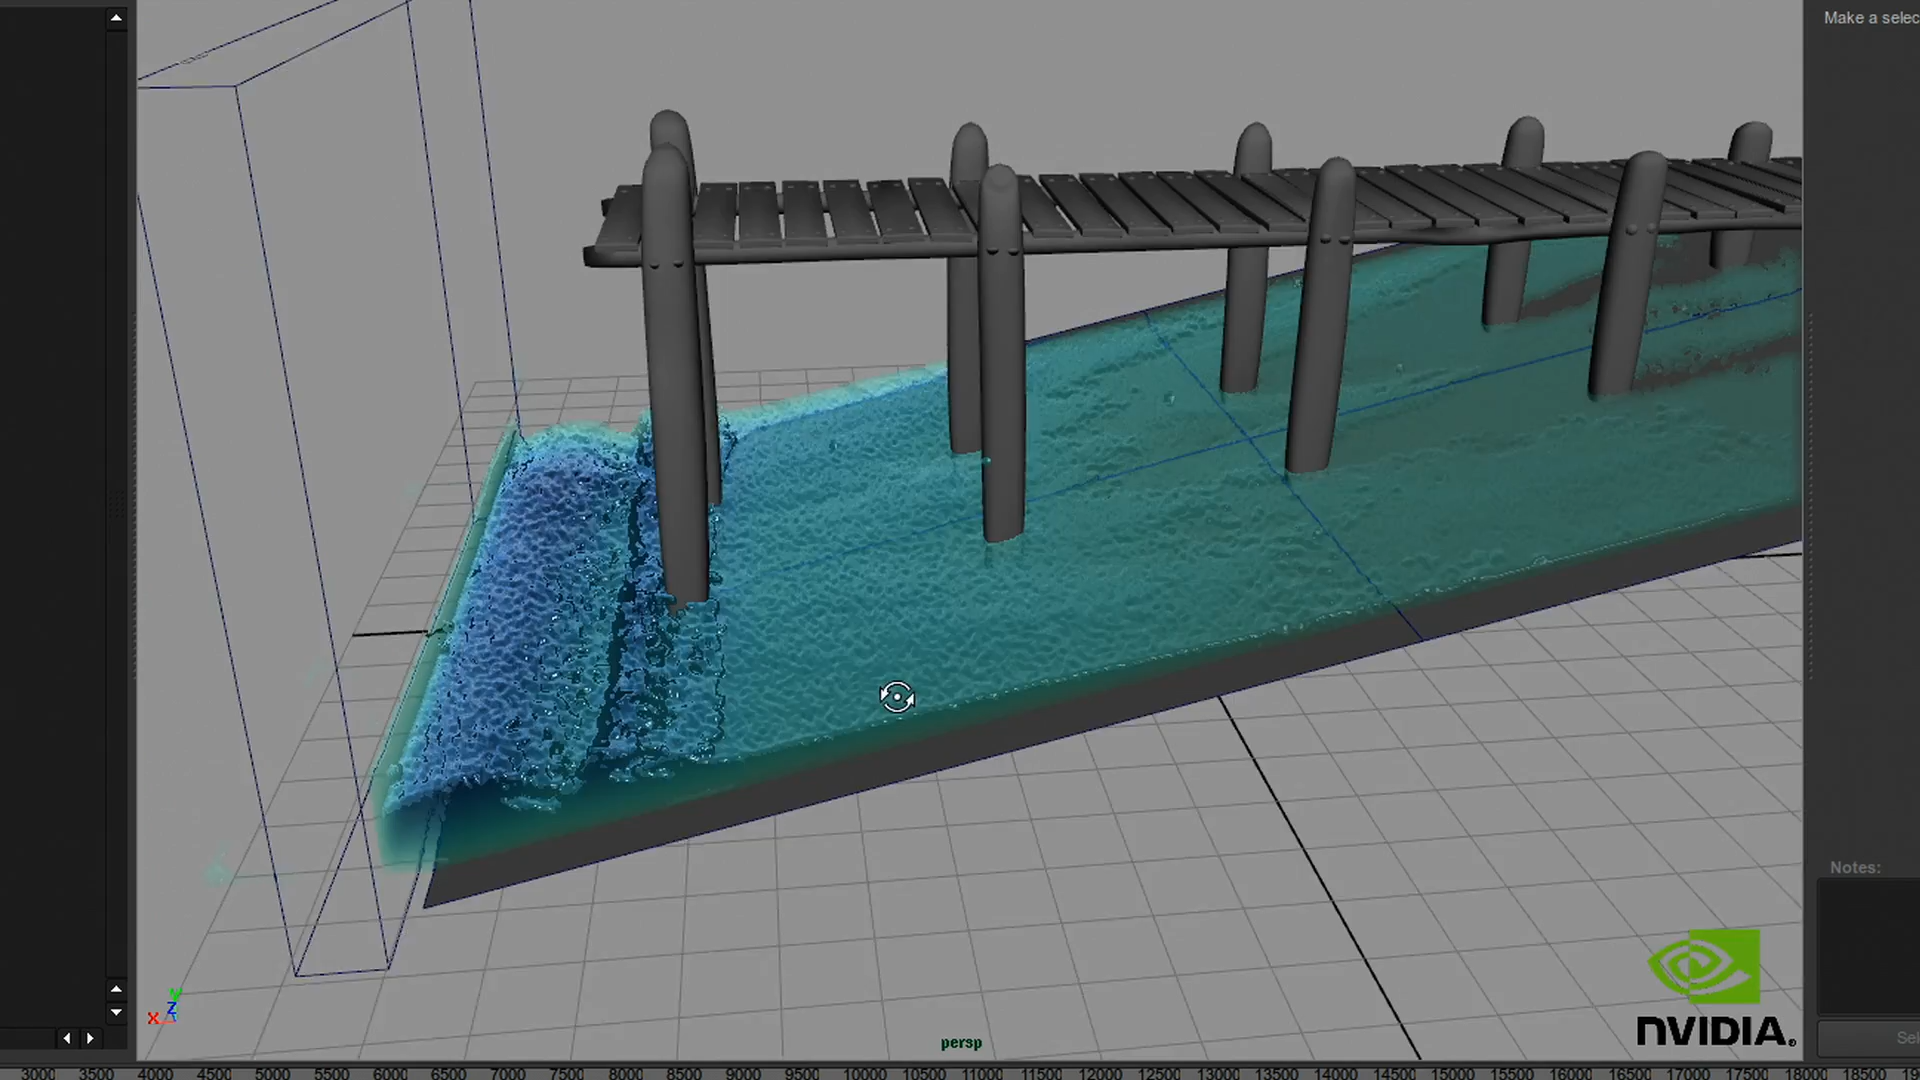 Make a selec
Notes:
Y
Z
X
persp
NVIDIA.
Sel
3000 3500 4000 4500 5000 5500 6000 6500 7000 7500 8000 8500 9000 9500 10000 10500 11000 11500 12000 12500 13000 13500 14000 14500 15000 15500 16000 16500 17000 17500 18000 18500 19